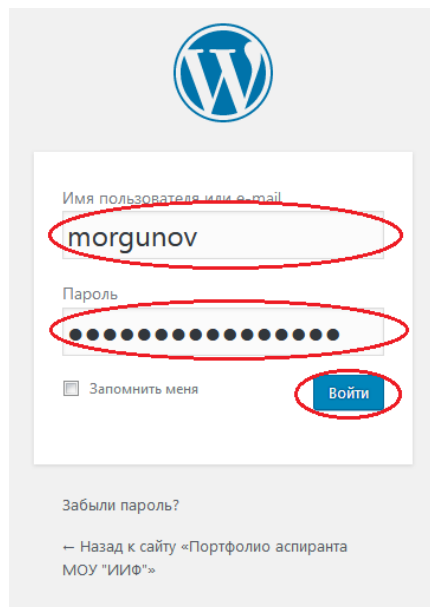 Имя пользователя или e-mail
morgunov
Пароль
●●●●●●●●●●●●●●●●
Запомнить меня
Войти
Забыли пароль?
← Назад к сайту «Портфолио аспиранта
МОУ "ИИФ"»